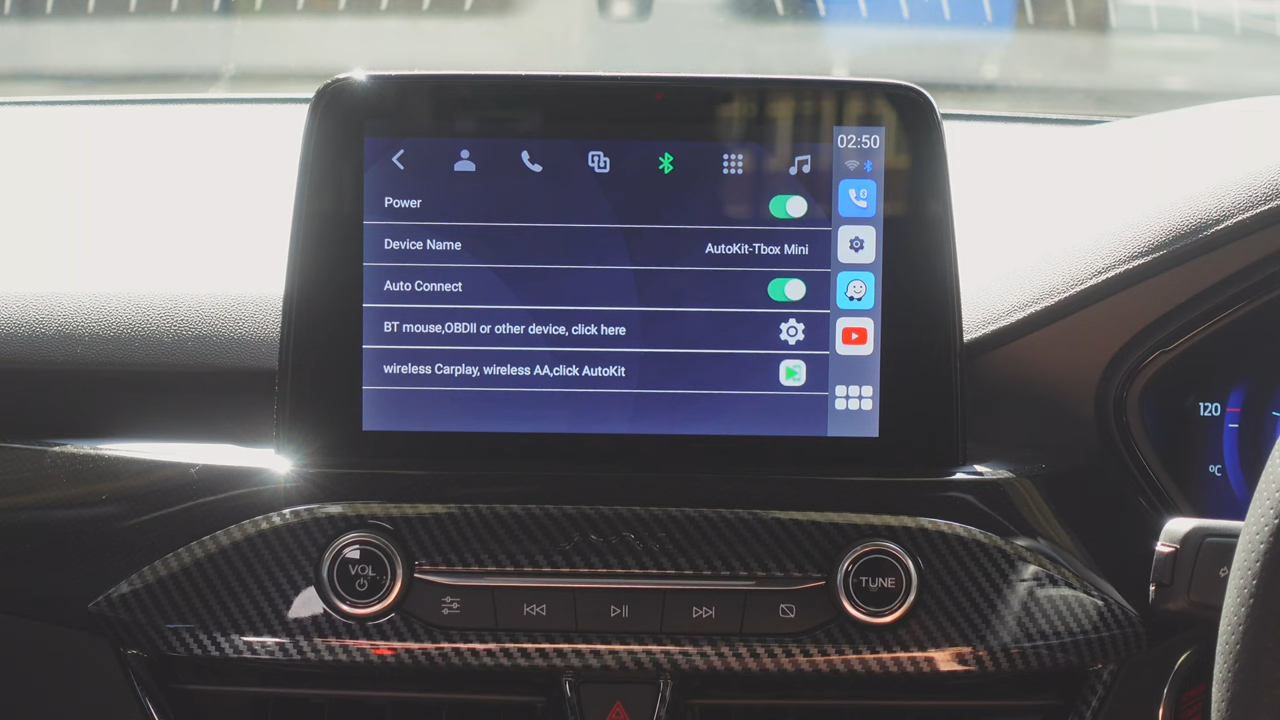 02:50
Power
Device Name AutoKit-Tbox Mini
Auto Connect
BT mouse,OBDII or other device, click here
wireless Carplay, wireless AA,click AutoKit
120
°C
VOL
TUNE